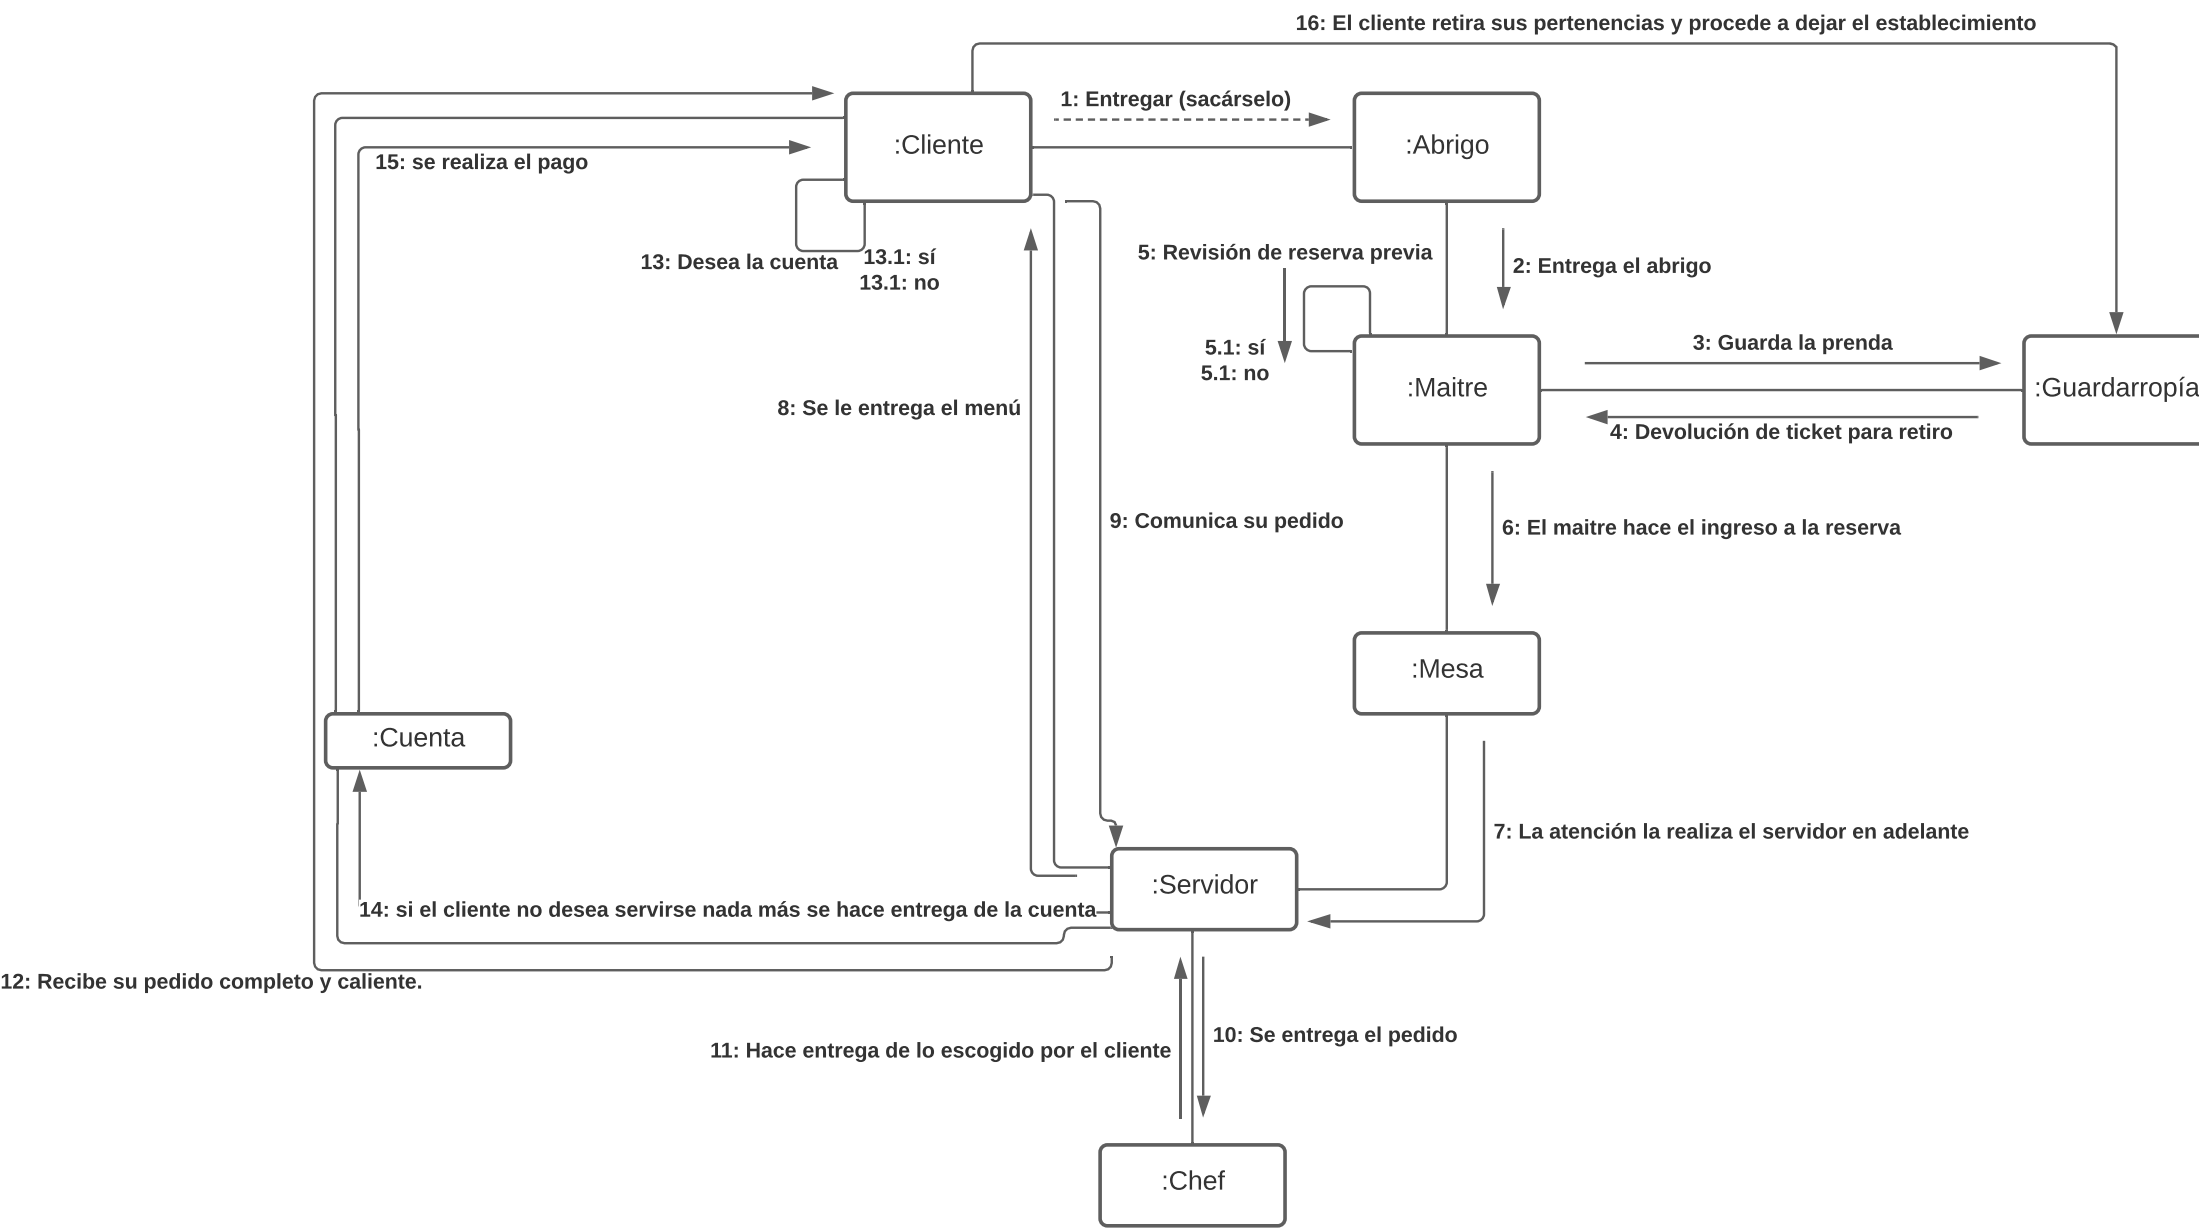 16: El cliente retira sus pertenencias y procede a dejar el establecimiento
1: Entregar (sacárselo)
:Cliente
:Abrigo
15: se realiza el pago
13: Desea la cuenta
13.1: sí
13.1: no
5: Revisión de reserva previa
2: Entrega el abrigo
5.1: sí
5.1: no
3: Guarda la prenda
:Maitre
:Guardarropía
4: Devolución de ticket para retiro
8: Se le entrega el menú
9: Comunica su pedido
6: El maitre hace el ingreso a la reserva
:Mesa
:Cuenta
7: La atención la realiza el servidor en adelante
:Servidor
14: si el cliente no desea servirse nada más se hace entrega de la cuenta
12: Recibe su pedido completo y caliente.
10: Se entrega el pedido
11: Hace entrega de lo escogido por el cliente
:Chef